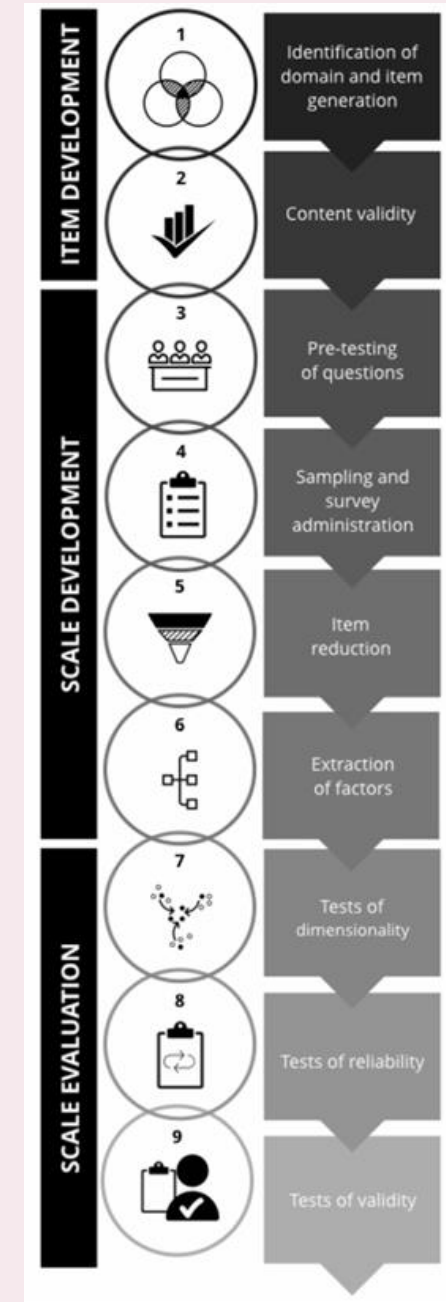 ITEM DEVELOPMENT
1
Identification of
domain and item
generation
2
Content validity
SCALE DEVELOPMENT
3
Pre-testing
of questions
4
Sampling and
survey
administration
5
Item
reduction
6
Extraction
of factors
SCALE EVALUATION
7
Tests of
dimensionality
8
Tests of reliability
9
Tests of validity